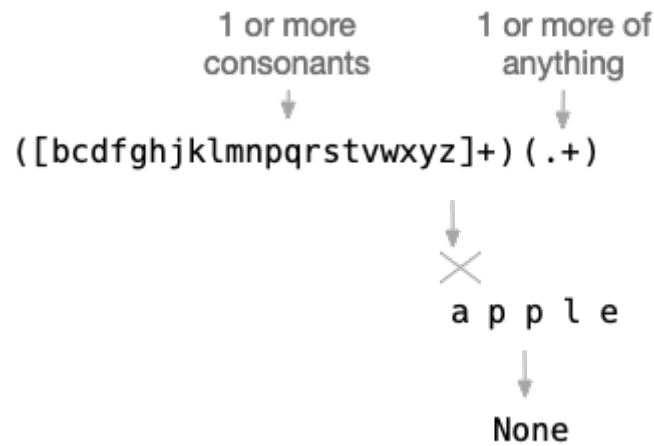 1 or more
consonants
1 or more of
anything
([bcdfghjklmnpqrstvwxyz]+)(.+)
a p p l e
None